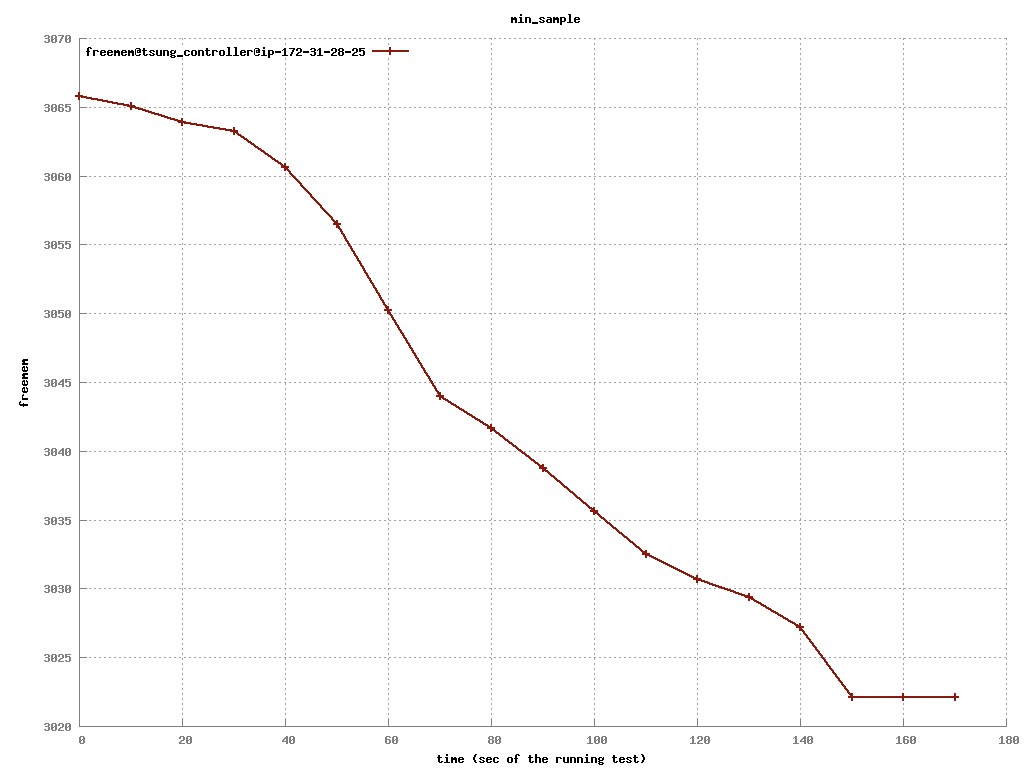 min_sample
freemem@tsung_controller@ip-172-31-28-25
3070
3065
3060
3055
3050
3045
3040
3035
3030
3025
3020
freemem
0 20 40 60 80 100 120 140 160 180
time (sec of the running test)